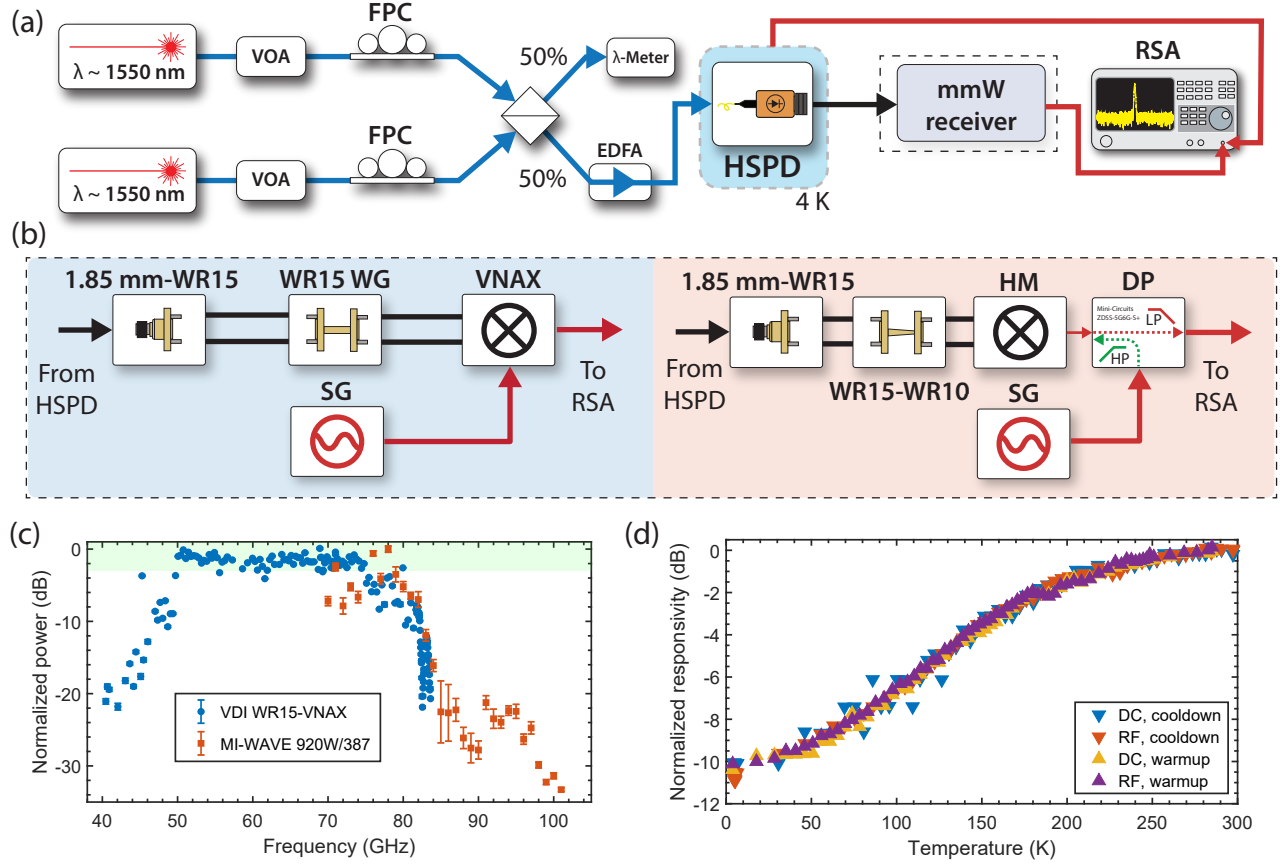 (a)
FPC
λ ~ 1550 nm
VOA
50%
λ-Meter
HSPD
4 K
mmW
receiver
RSA
FPC
λ ~ 1550 nm
VOA
50%
EDFA
(b)
1.85 mm-WR15
WR15 WG
VNAX
From
HSPD
SG
To
RSA
1.85 mm-WR15
HM
DP
Mini-Circuits
ZDSS-5G6G-S+
LP
HP
From
HSPD
WR15-WR10
SG
To
RSA
(c)
Normalized power (dB)
0
-10
-20
-30
VDI WR15-VNAX
MI-WAVE 920W/387
40 50 60 70 80 90 100
Frequency (GHz)
(d)
Normalized responsivity (dB)
0
-2
-4
-6
-8
-10
-12
DC, cooldown
RF, cooldown
DC, warmup
RF, warmup
0 50 100 150 200 250 300
Temperature (K)